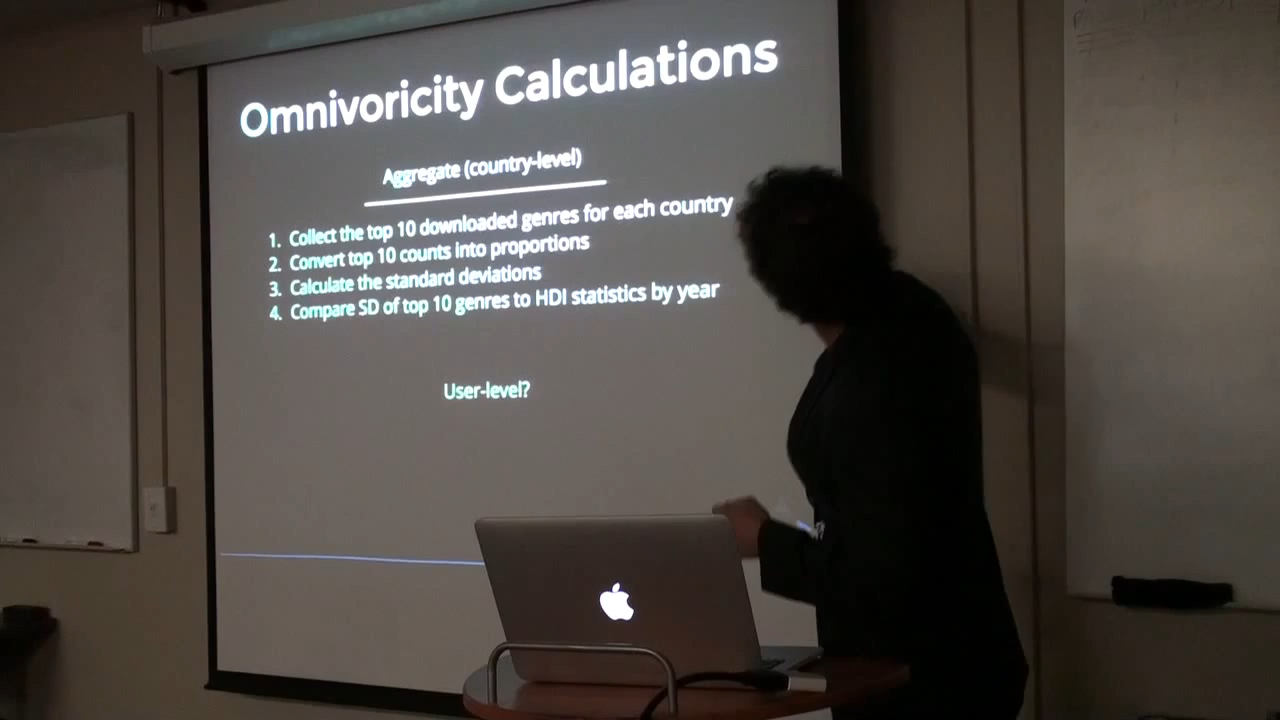 Omnivoricity Calculations
Aggregate (country-level)
1. Collect the top 10 downloaded genres for each country
2. Convert top 10 counts into proportions
3. Calculate the standard deviations
4. Compare SD of top 10 genres to HDI statistics by year
User-level?